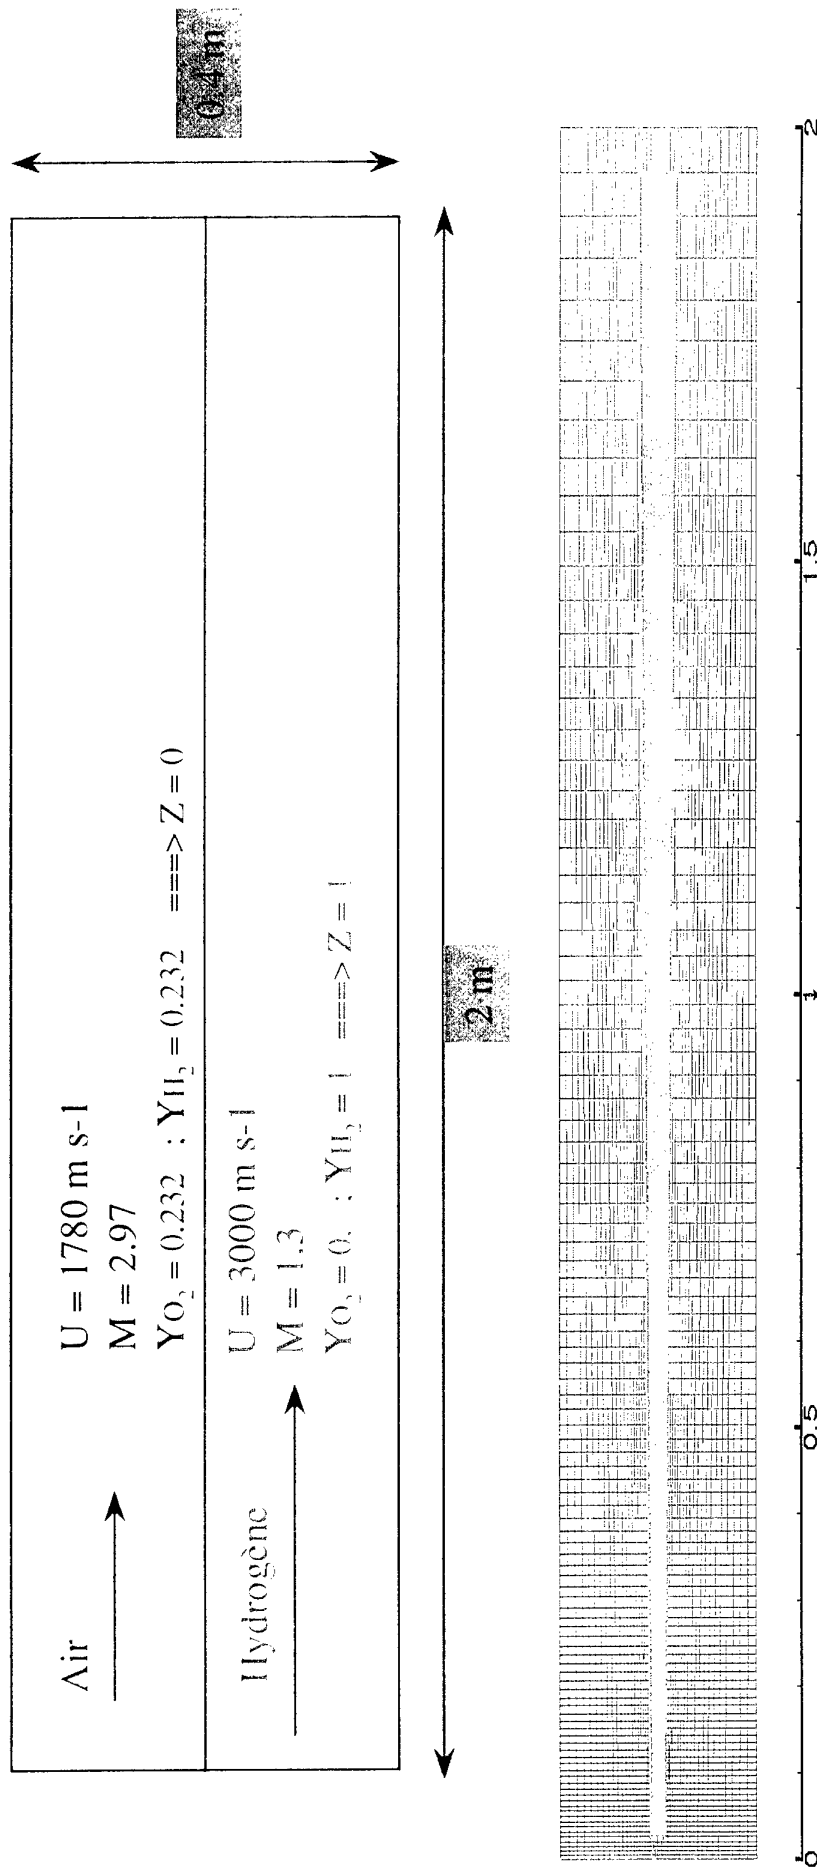 0.4 m
Air
U = 1780 m s-1
M = 2.97
YO₂ = 0.232 ; YH₂ = 0.232 ===> Z = 0
Hydrogène
U = 3000 m s-1
M = 1.3
YO₂ = 0. ; YH₂ = 1 ===> Z = 1
2 m
0 0.5 1 1.5 2